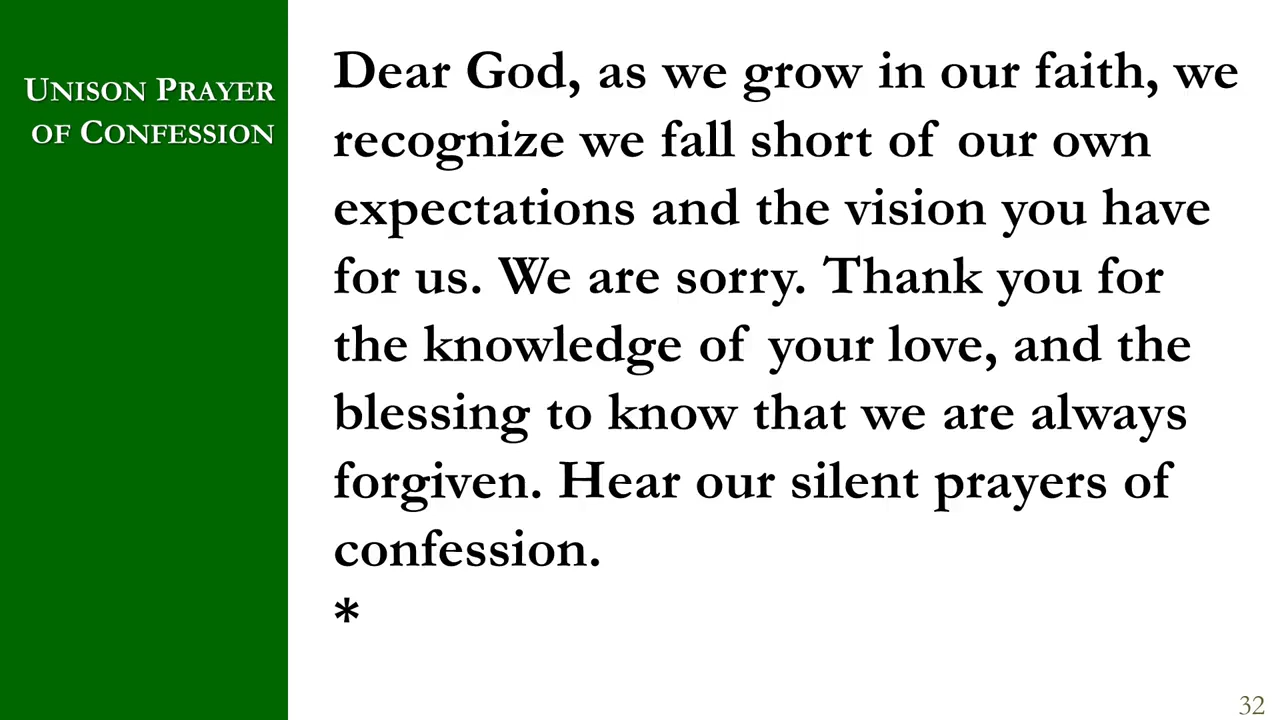 UNISON PRAYER
OF CONFESSION
Dear God, as we grow in our faith, we
recognize we fall short of our own
expectations and the vision you have
for us. We are sorry. Thank you for
the knowledge of your love, and the
blessing to know that we are always
forgiven. Hear our silent prayers of
confession.
*
32